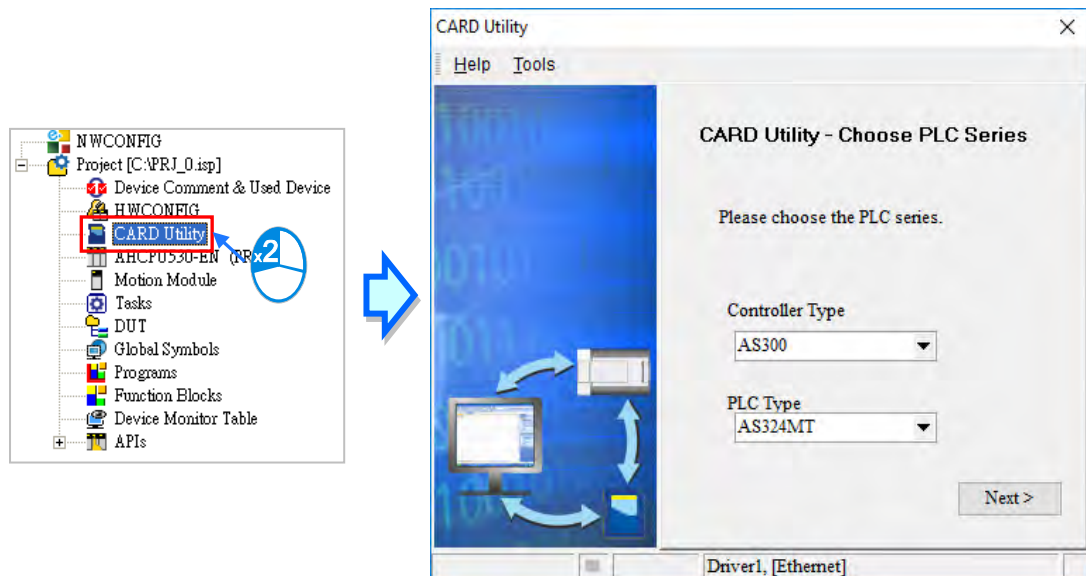 NWCONFIG
Project [C:\PRJ_0.isp]
Device Comment & Used Device
HWCONFIG
CARD Utility
AHCPU530-EN (PR
x2
Motion Module
Tasks
DUT
Global Symbols
Programs
Function Blocks
Device Monitor Table
APIs
CARD Utility
Help Tools
CARD Utility - Choose PLC Series
Please choose the PLC series.
Controller Type
AS300
PLC Type
AS324MT
Next >
Driver1, [Ethernet]